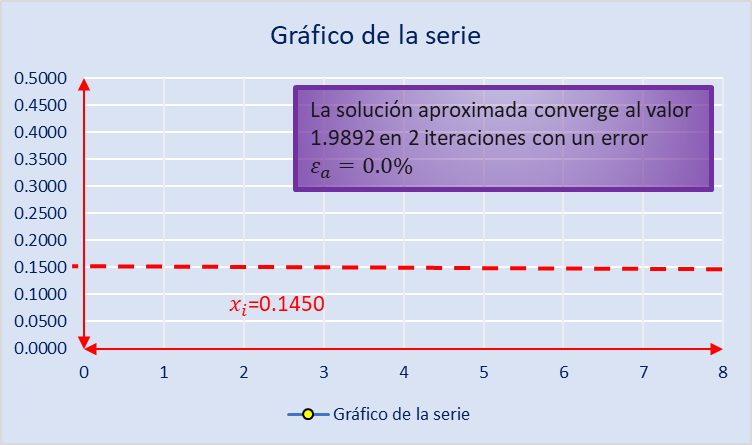 Gráfico de la serie
0.5000
0.4500
0.4000
0.3500
0.3000
0.2500
0.2000
0.1500
0.1000
0.0500
0.0000
La solución aproximada converge al valor
1.9892 en 2 iteraciones con un error
εₐ = 0.0%
xᵢ=0.1450
0 1 2 3 4 5 6 7 8
Gráfico de la serie